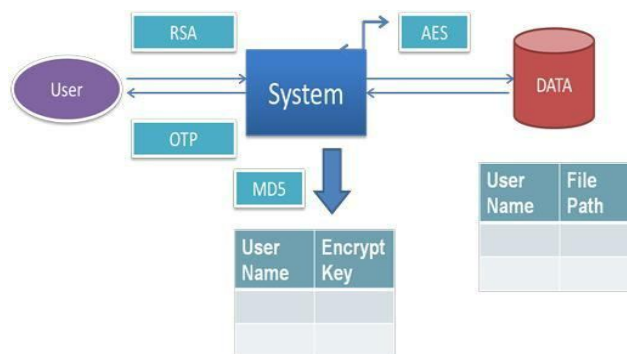 RSA
AES
User
System
DATA
OTP
MD5
User
Name
File
Path
User
Name
Encrypt
Key